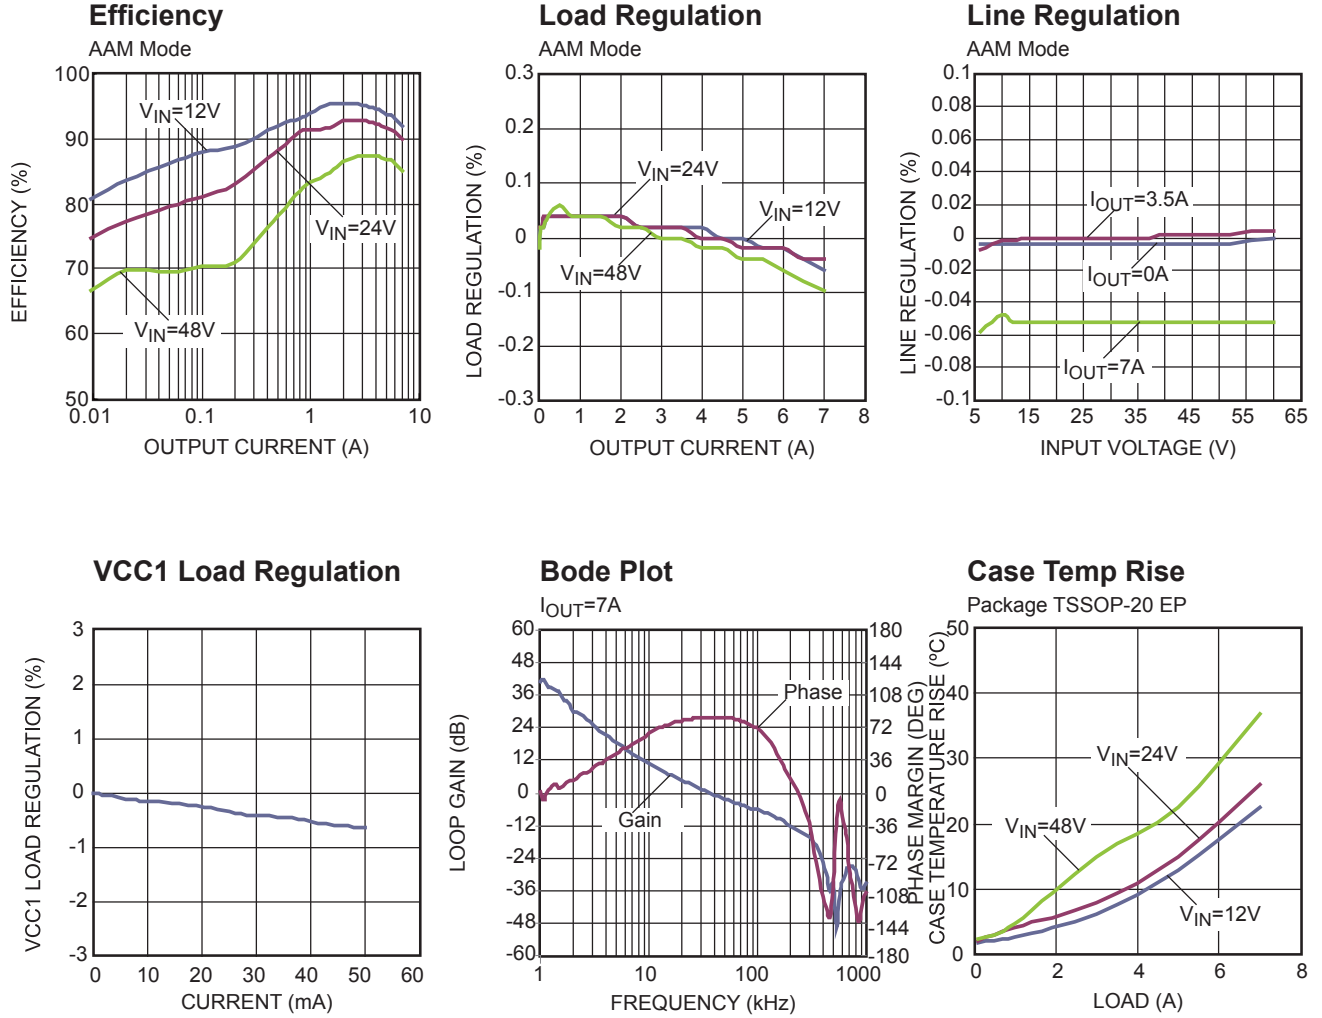 Efficiency
AAM Mode
EFFICIENCY (%)
100
90
80
70
60
50
0.01
0.1
1
10
OUTPUT CURRENT (A)
VIN=12V
VIN=24V
VIN=48V
Load Regulation
AAM Mode
LOAD REGULATION (%)
0.3
0.2
0.1
0
-0.1
-0.2
-0.3
0
1
2
3
4
5
6
7
8
OUTPUT CURRENT (A)
VIN=24V
VIN=12V
VIN=48V
Line Regulation
AAM Mode
LINE REGULATION (%)
0.1
0.08
0.06
0.04
0.02
0
-0.02
-0.04
-0.06
-0.08
-0.1
5
15
25
35
45
55
65
INPUT VOLTAGE (V)
IOUT=3.5A
IOUT=0A
IOUT=7A
VCC1 Load Regulation
VCC1 LOAD REGULATION (%)
3
2
1
0
-1
-2
-3
0
10
20
30
40
50
60
CURRENT (mA)
Bode Plot
IOUT=7A
LOOP GAIN (dB)
60
48
36
24
12
0
-12
-24
-36
-48
-60
180
144
108
72
36
0
-36
-72
-108
-144
-180
PHASE MARGIN (DEG)
1
10
100
1000
FREQUENCY (kHz)
Phase
Gain
Case Temp Rise
Package TSSOP-20 EP
CASE TEMPERATURE RISE (ºC)
50
40
30
20
10
0
0
2
4
6
8
LOAD (A)
VIN=24V
VIN=48V
VIN=12V